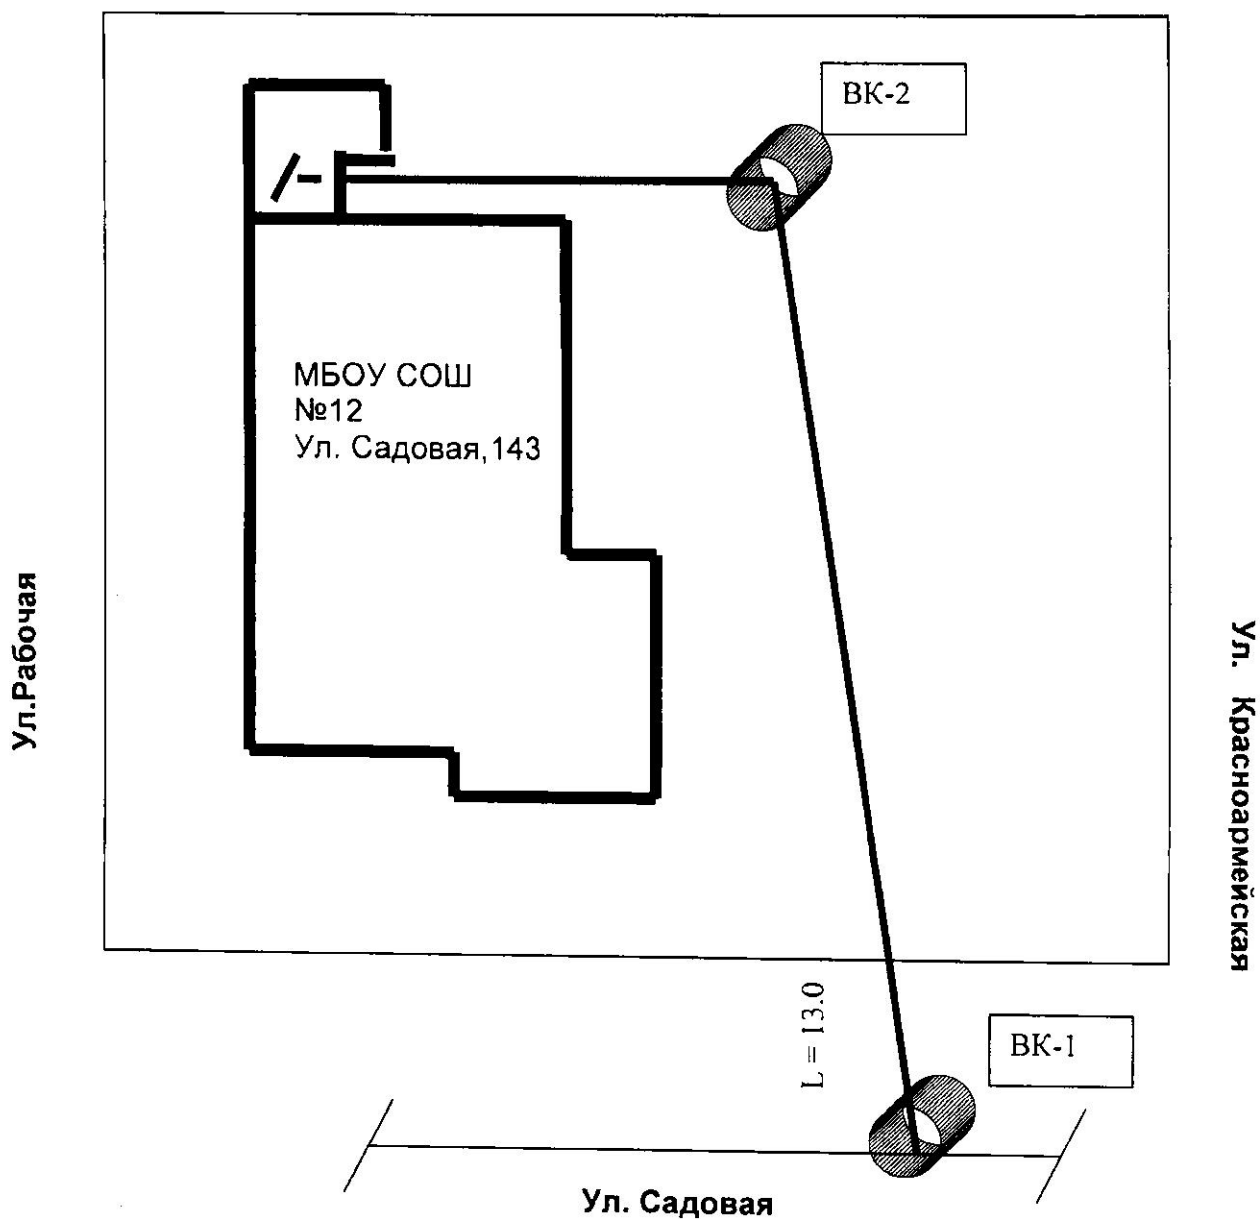 ВК-2
МБОУ СОШ
№12
Ул. Садовая,143
Ул.Рабочая
Ул. Красноармейская
L = 13.0
ВК-1
Ул. Садовая